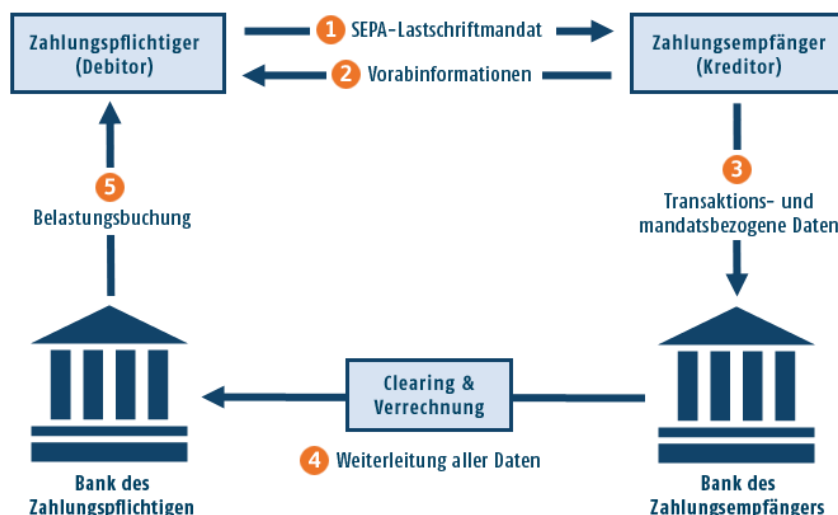 Zahlungspflichtiger
(Debitor)
1 SEPA-Lastschriftmandat
2 Vorabinformationen
Zahlungsempfänger
(Kreditor)
3
Transaktions- und
mandatsbezogene Daten
5
Belastungsbuchung
Clearing &
Verrechnung
4 Weiterleitung aller Daten
Bank des
Zahlungspflichtigen
Bank des
Zahlungsempfängers